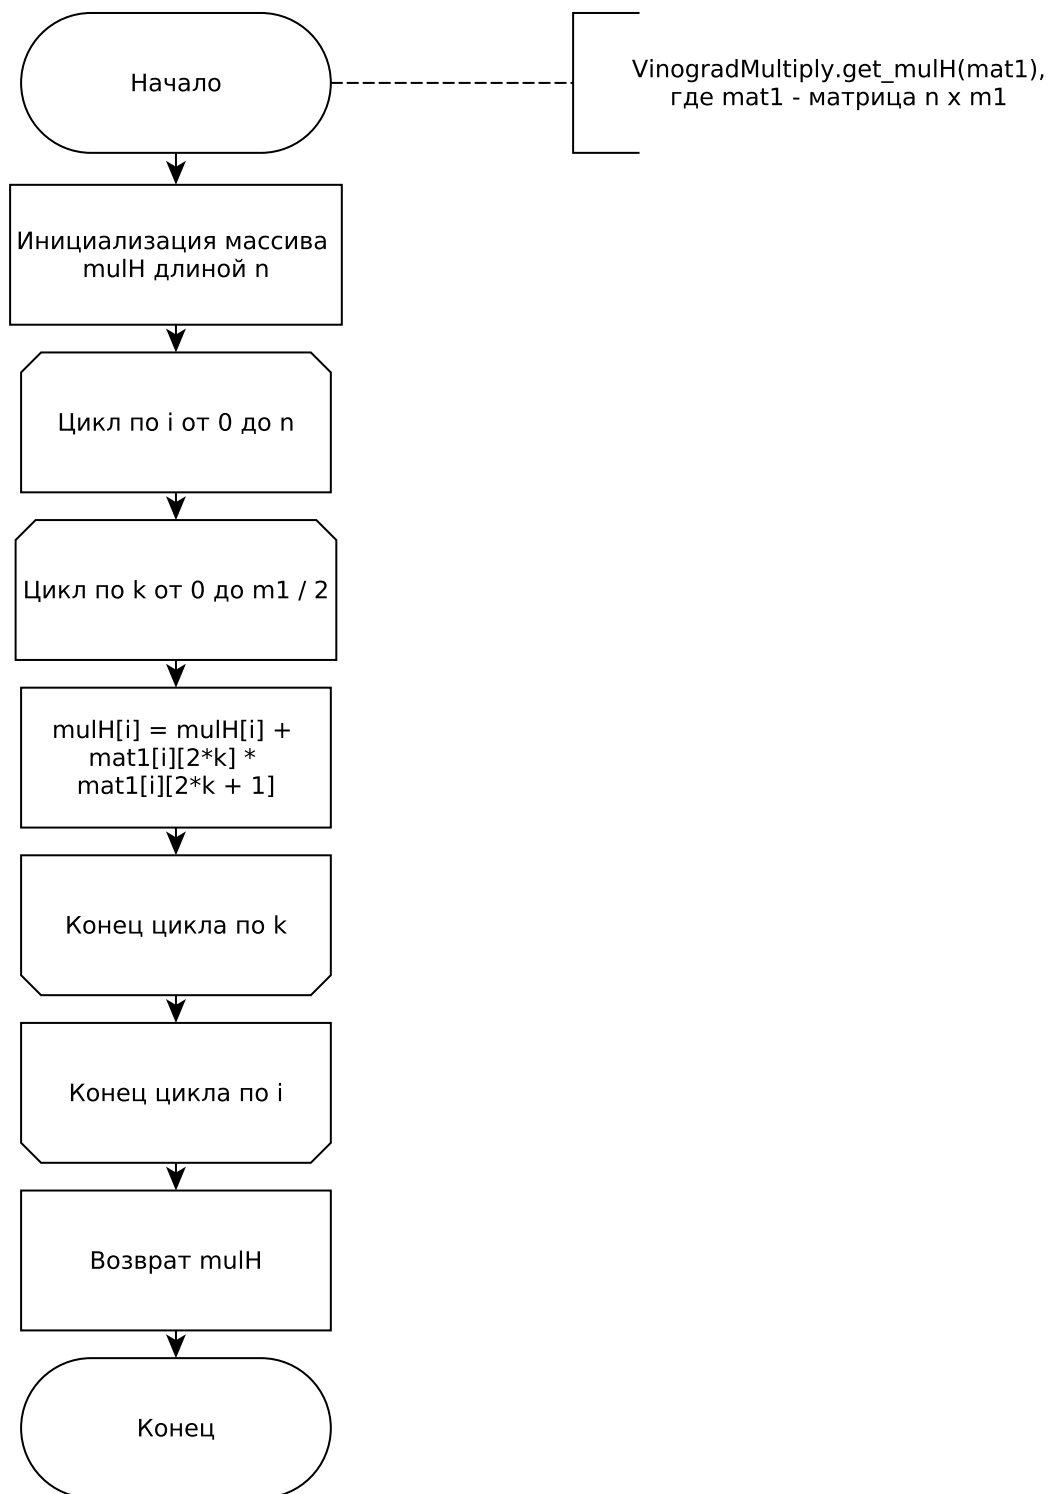 Начало
VinogradMultiply.get_mulH(mat1),
где mat1 - матрица n x m1
Инициализация массива
mulH длиной n
Цикл по i от 0 до n
Цикл по k от 0 до m1 / 2
mulH[i] = mulH[i] +
mat1[i][2*k] *
mat1[i][2*k + 1]
Конец цикла по k
Конец цикла по i
Возврат mulH
Конец